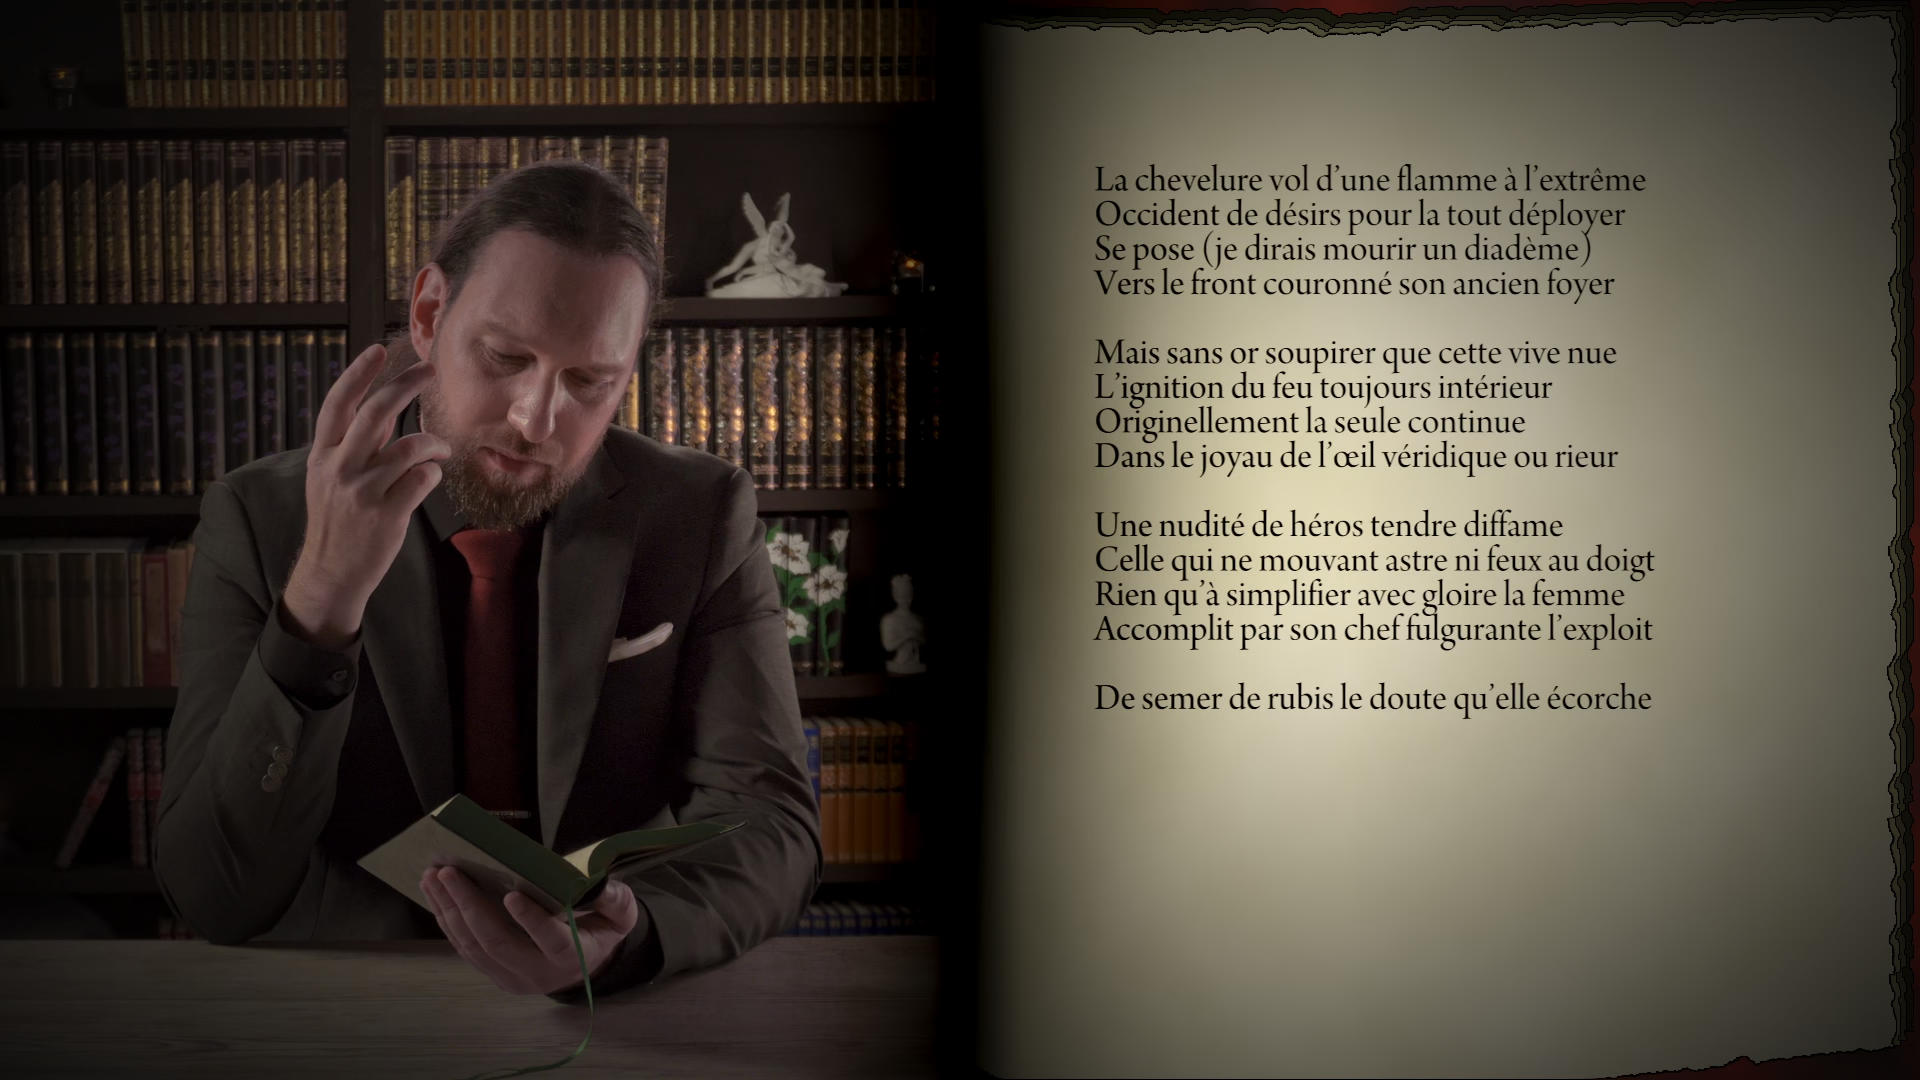 La chevelure vol d’une flamme à l’extrême
Occident de désirs pour la tout déployer
Se pose (je dirais mourir un diadème)
Vers le front couronné son ancien foyer
Mais sans or soupirer que cette vive nue
L’ignition du feu toujours intérieur
Originellement la seule continue
Dans le joyau de l’œil véridique ou rieur
Une nudité de héros tendre diffame
Celle qui ne mouvant astre ni feux au doigt
Rien qu’à simplifier avec gloire la femme
Accomplit par son chef fulgurante l’exploit
De semer de rubis le doute qu’elle écorche